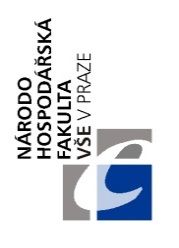 NÁRODO
HOSPODÁŘSKÁ
FAKULTA
VŠE V PRAZE